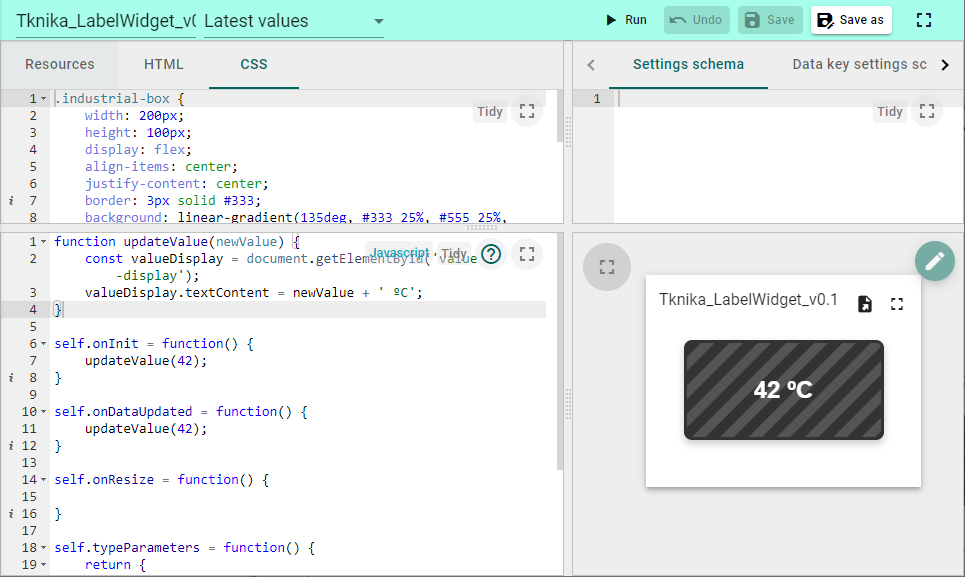 Tknika_LabelWidget_v0 Latest values Run Undo Save Save as
Resources HTML CSS Settings schema Data key settings sc
1 .industrial-box {
2 width: 200px;
3 height: 100px;
4 display: flex;
5 align-items: center;
6 justify-content: center;
i 7 border: 3px solid #333;
8 background: linear-gradient(135deg, #333 25%, #555 25%,
Tidy
1
Tidy
1 function updateValue(newValue) {
2 const valueDisplay = document.getElementById('value
-display');
3 valueDisplay.textContent = newValue + ' ºC';
4 }
5
6 self.onInit = function() {
7 updateValue(42);
i 8 }
9
10 self.onDataUpdated = function() {
11 updateValue(42);
i 12 }
13
14 self.onResize = function() {
15
i 16 }
17
18 self.typeParameters = function() {
19 return {
Javascript Tidy ?
Tknika_LabelWidget_v0.1
42 ºC